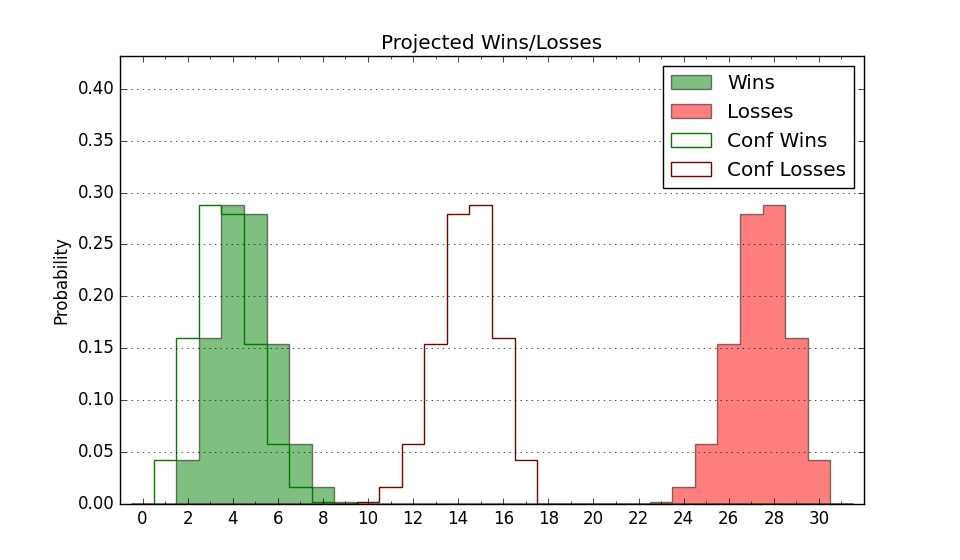 Projected Wins/Losses
Wins
Losses
Conf Wins
Conf Losses
Probability
0.40
0.35
0.30
0.25
0.20
0.15
0.10
0.05
0.00
0 2 4 6 8 10 12 14 16 18 20 22 24 26 28 30